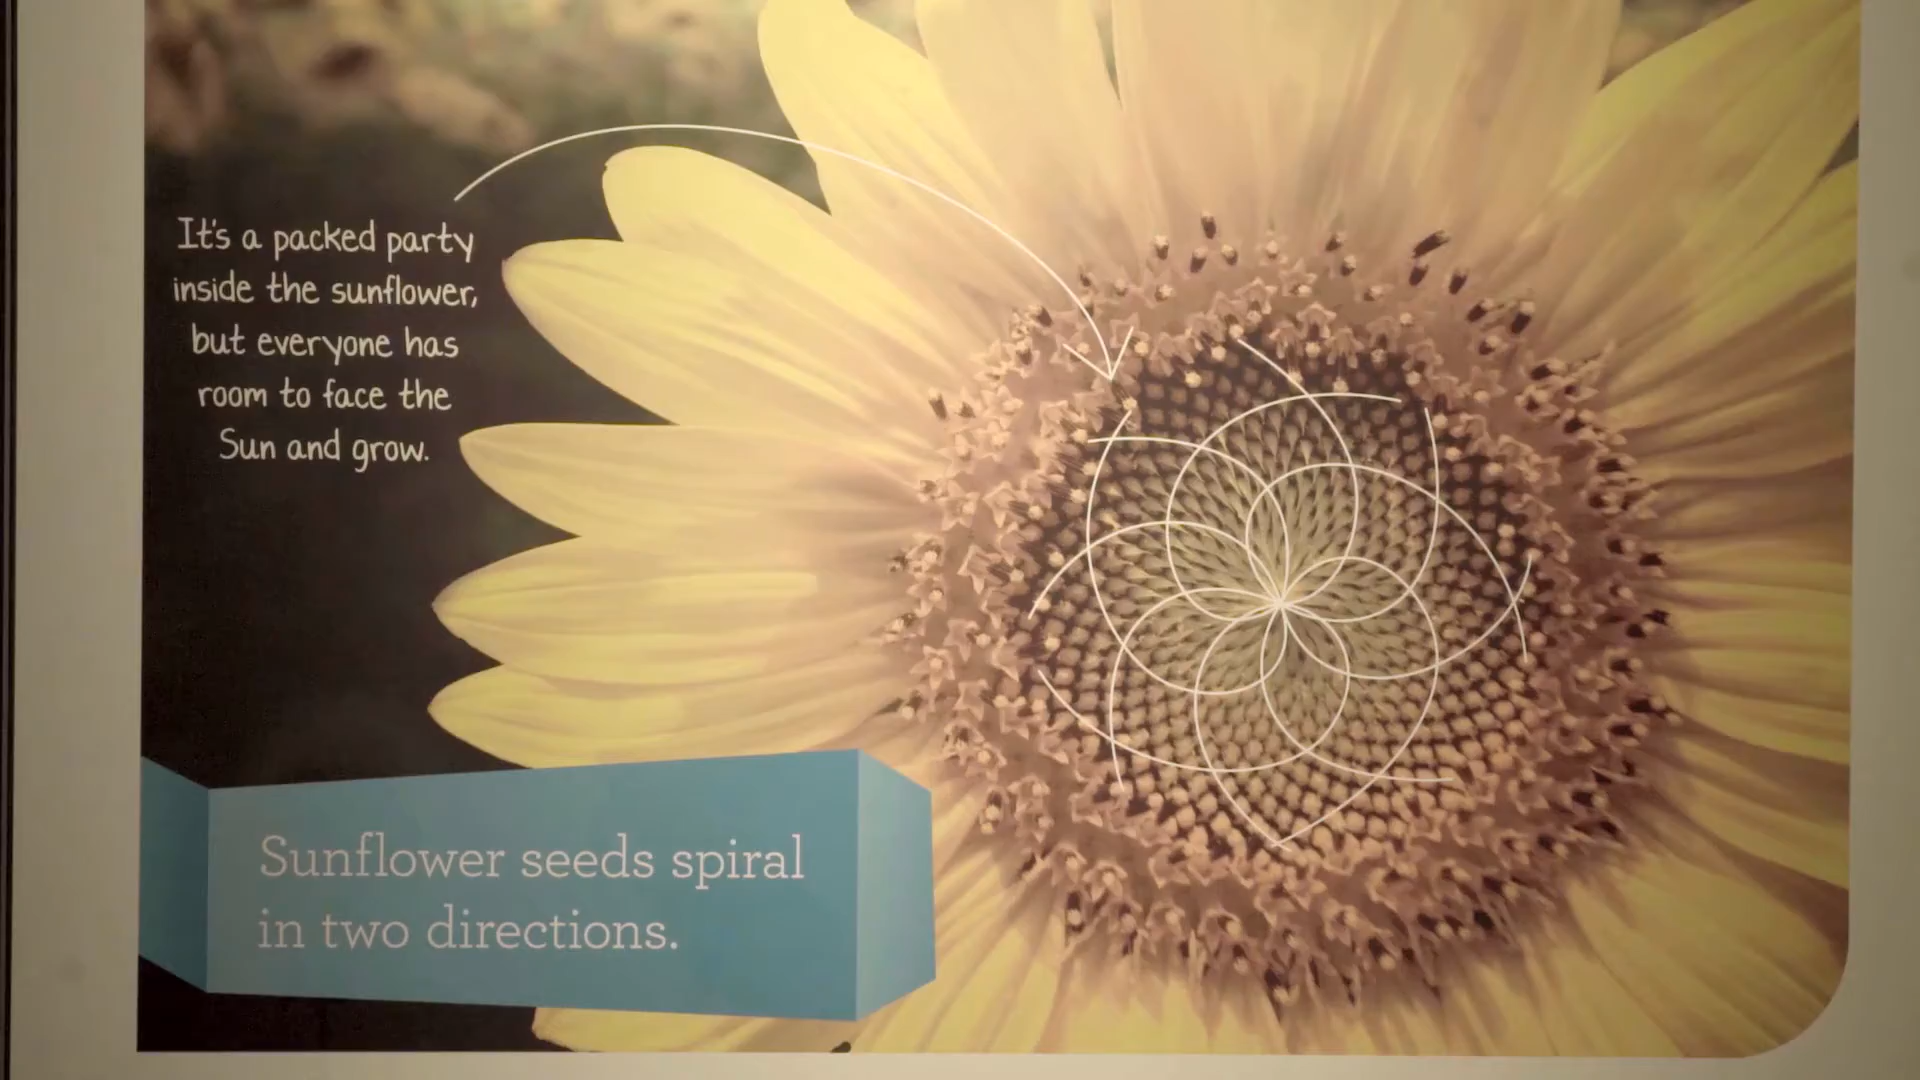 It's a packed party
inside the sunflower,
but everyone has
room to face the
Sun and grow.
Sunflower seeds spiral
in two directions.